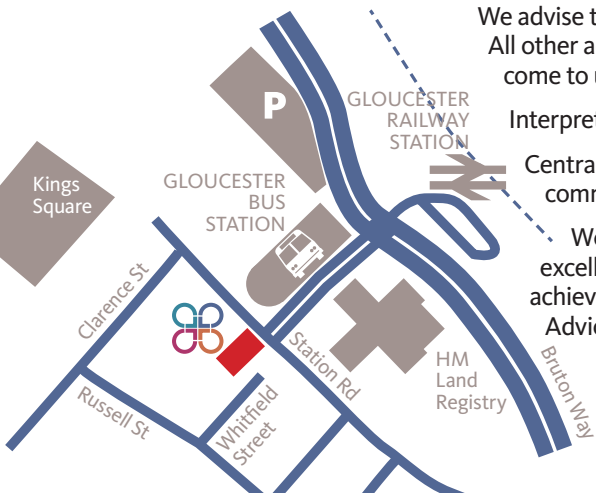 We advise t
All other a
come to u
Interpret
Centra
comm
We
excell
achiev
Advic
P
GLOUCESTER
RAILWAY
STATION
Kings
Square
GLOUCESTER
BUS
STATION
Clarence St
Station Rd
HM
Land
Registry
Bruton Way
Russell St
Whitfield
Street